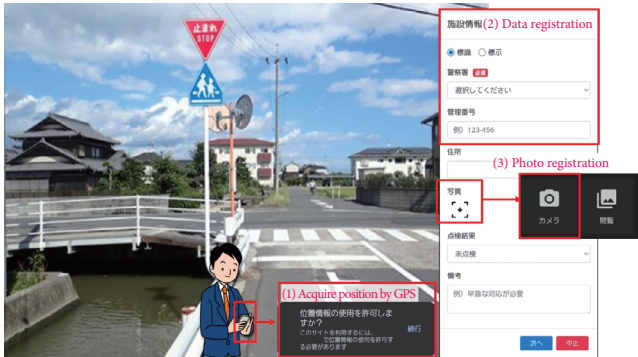 止まれ
STOP
(1) Acquire position by GPS
位置情報の使用を許可しま
すか？
このサイトを利用するには、
で位置情報の使用を許可す
る必要があります
続行
施設情報
(2) Data registration
標識
標示
警察署 必須
選択してください
管理番号
例）123-456
住所
(3) Photo registration
写真
カメラ
閲覧
点検結果
未点検
備考
例）早急な対応が必要
次へ
中止